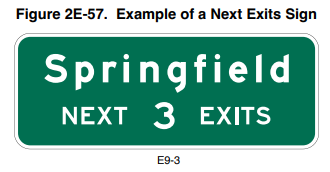 Figure 2E-57. Example of a Next Exits Sign
Springfield
NEXT 3 EXITS
E9-3